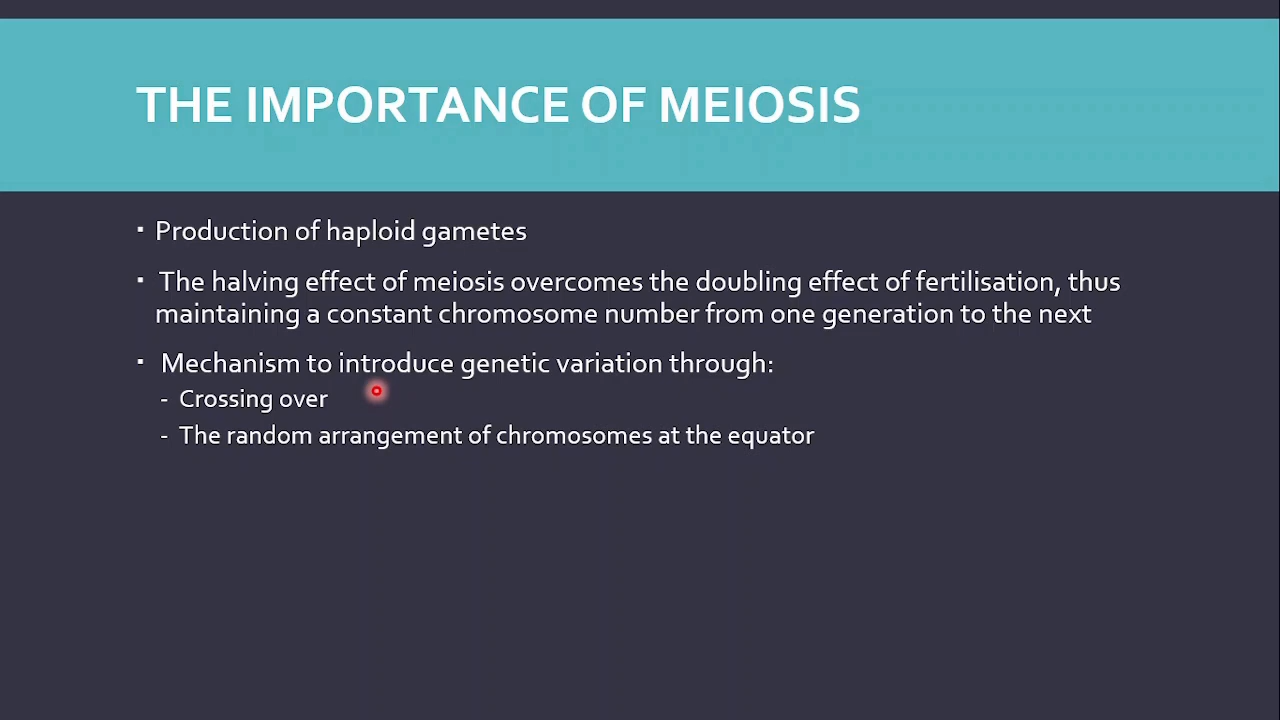 THE IMPORTANCE OF MEIOSIS
▪ Production of haploid gametes
▪ The halving effect of meiosis overcomes the doubling effect of fertilisation, thus
maintaining a constant chromosome number from one generation to the next
▪ Mechanism to introduce genetic variation through:
- Crossing over
- The random arrangement of chromosomes at the equator